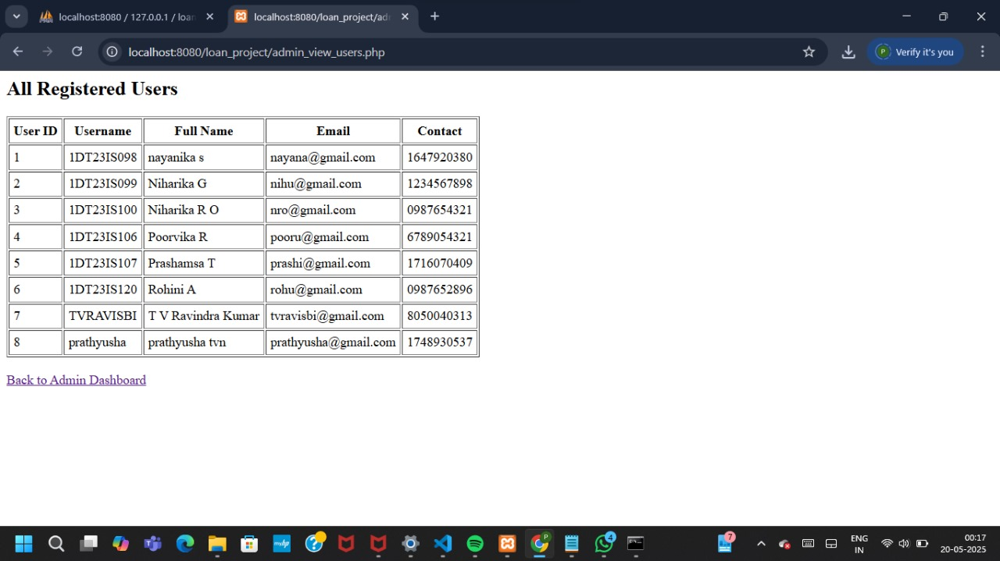 localhost:8080 / 127.0.0.1 / loan
localhost:8080/loan_project/adm
localhost:8080/loan_project/admin_view_users.php
Verify it's you
All Registered Users
User ID Username Full Name Email Contact
1 1DT23IS098 nayanika s nayana@gmail.com 1647920380
2 1DT23IS099 Niharika G nihu@gmail.com 1234567898
3 1DT23IS100 Niharika R O nro@gmail.com 0987654321
4 1DT23IS106 Poorvika R pooru@gmail.com 6789054321
5 1DT23IS107 Prashamsa T prashi@gmail.com 1716070409
6 1DT23IS120 Rohini A rohu@gmail.com 0987652896
7 TVRAVISBI T V Ravindra Kumar tvravisbi@gmail.com 8050040313
8 prathyusha prathyusha tvn prathyusha@gmail.com 1748930537
Back to Admin Dashboard
ENG
IN
00:17
20-05-2025